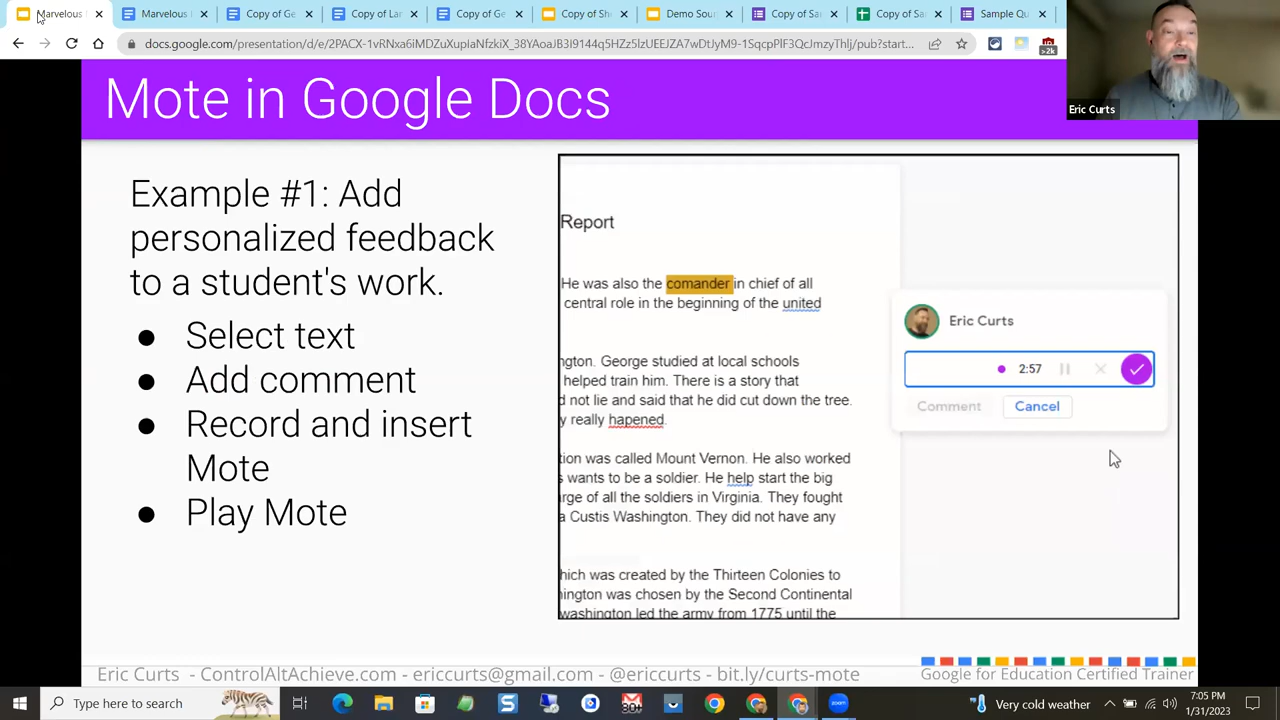 Marvelous
Marvelous
Copy of Ge
Copy of Lar
Copy of Ge
Copy of Sh
Demo Sour
Copy of Sar
Copy of Sa
Sample Qu
docs.google.com/presentation/d/e/
pub?start...
>2k
Eric Curts
Mote in Google Docs
Example #1: Add
personalized feedback
to a student's work.
● Select text
● Add comment
● Record and insert
Mote
● Play Mote
Report
He was also the comander in chief of all
central role in the beginning of the united
ngton. George studied at local schools
helped train him. There is a story that
d not lie and said that he did cut down the tree.
y really hapened.
tion was called Mount Vernon. He also worked
s wants to be a soldier. He help start the big
arge of all the soldiers in Virginia. They fought
a Custis Washington. They did not have any
hich was created by the Thirteen Colonies to
hington was chosen by the Second Continental
washington led the army from 1775 until the
Eric Curts
2:57
Comment
Cancel
Eric Curts - ControlAltAchieve.com - ericcurts@gmail.com - @ericcurts - bit.ly/curts-mote
Google for Education Certified Trainer
Type here to search
80+
zoom
Very cold weather
7:05 PM
1/31/2023